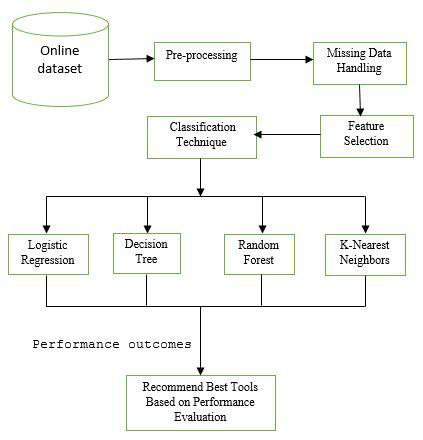 Online
dataset
Pre-processing
Missing Data
Handling
Feature
Selection
Classification
Technique
Logistic
Regression
Decision
Tree
Random
Forest
K-Nearest
Neighbors
Performance outcomes
Recommend Best Tools
Based on Performance
Evaluation